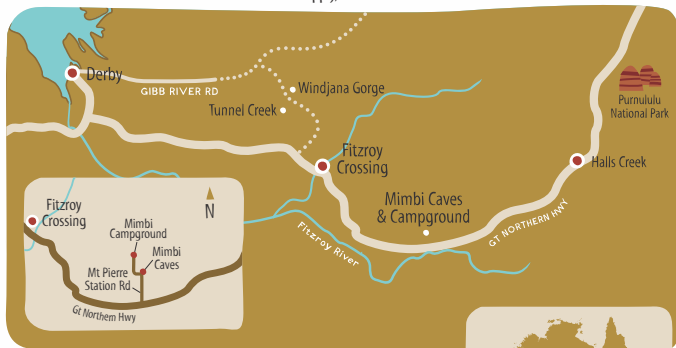 Derby
GIBB RIVER RD
Windjana Gorge
Tunnel Creek
Purnululu
National Park
Fitzroy
Crossing
Halls Creek
Mimbi Caves
& Campground
GT NORTHERN HWY
Fitzroy River
N
Fitzroy
Crossing
Mimbi
Campground
Mimbi
Caves
Mt Pierre
Station Rd
Gt Northern Hwy